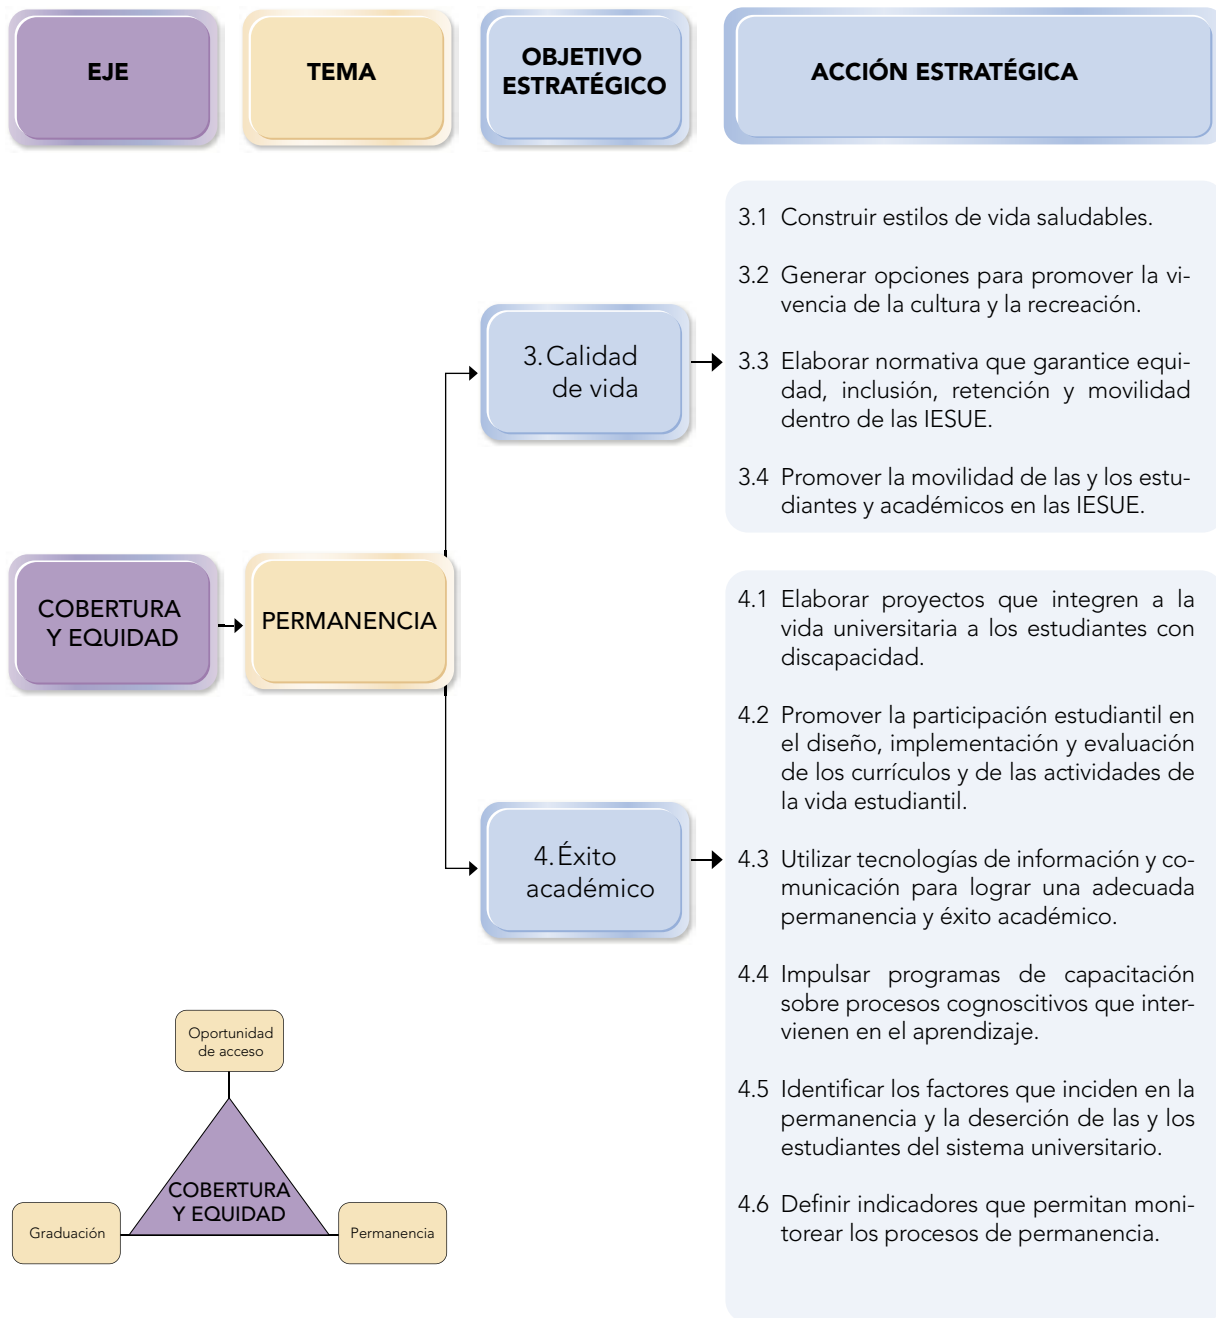 EJE
TEMA
OBJETIVO
ESTRATÉGICO
ACCIÓN ESTRATÉGICA
3.1 Construir estilos de vida saludables.
3.2 Generar opciones para promover la vi-
vencia de la cultura y la recreación.
3.3 Elaborar normativa que garantice equi-
dad, inclusión, retención y movilidad
dentro de las IESUE.
3.4 Promover la movilidad de las y los estu-
diantes y académicos en las IESUE.
3. Calidad
de vida
COBERTURA
Y EQUIDAD
PERMANENCIA
4. Éxito
académico
4.1 Elaborar proyectos que integren a la
vida universitaria a los estudiantes con
discapacidad.
4.2 Promover la participación estudiantil en
el diseño, implementación y evaluación
de los currículos y de las actividades de
la vida estudiantil.
4.3 Utilizar tecnologías de información y co-
municación para lograr una adecuada
permanencia y éxito académico.
4.4 Impulsar programas de capacitación
sobre procesos cognoscitivos que inter-
vienen en el aprendizaje.
4.5 Identificar los factores que inciden en la
permanencia y la deserción de las y los
estudiantes del sistema universitario.
4.6 Definir indicadores que permitan moni-
torear los procesos de permanencia.
Oportunidad
de acceso
COBERTURA
Y EQUIDAD
Graduación
Permanencia